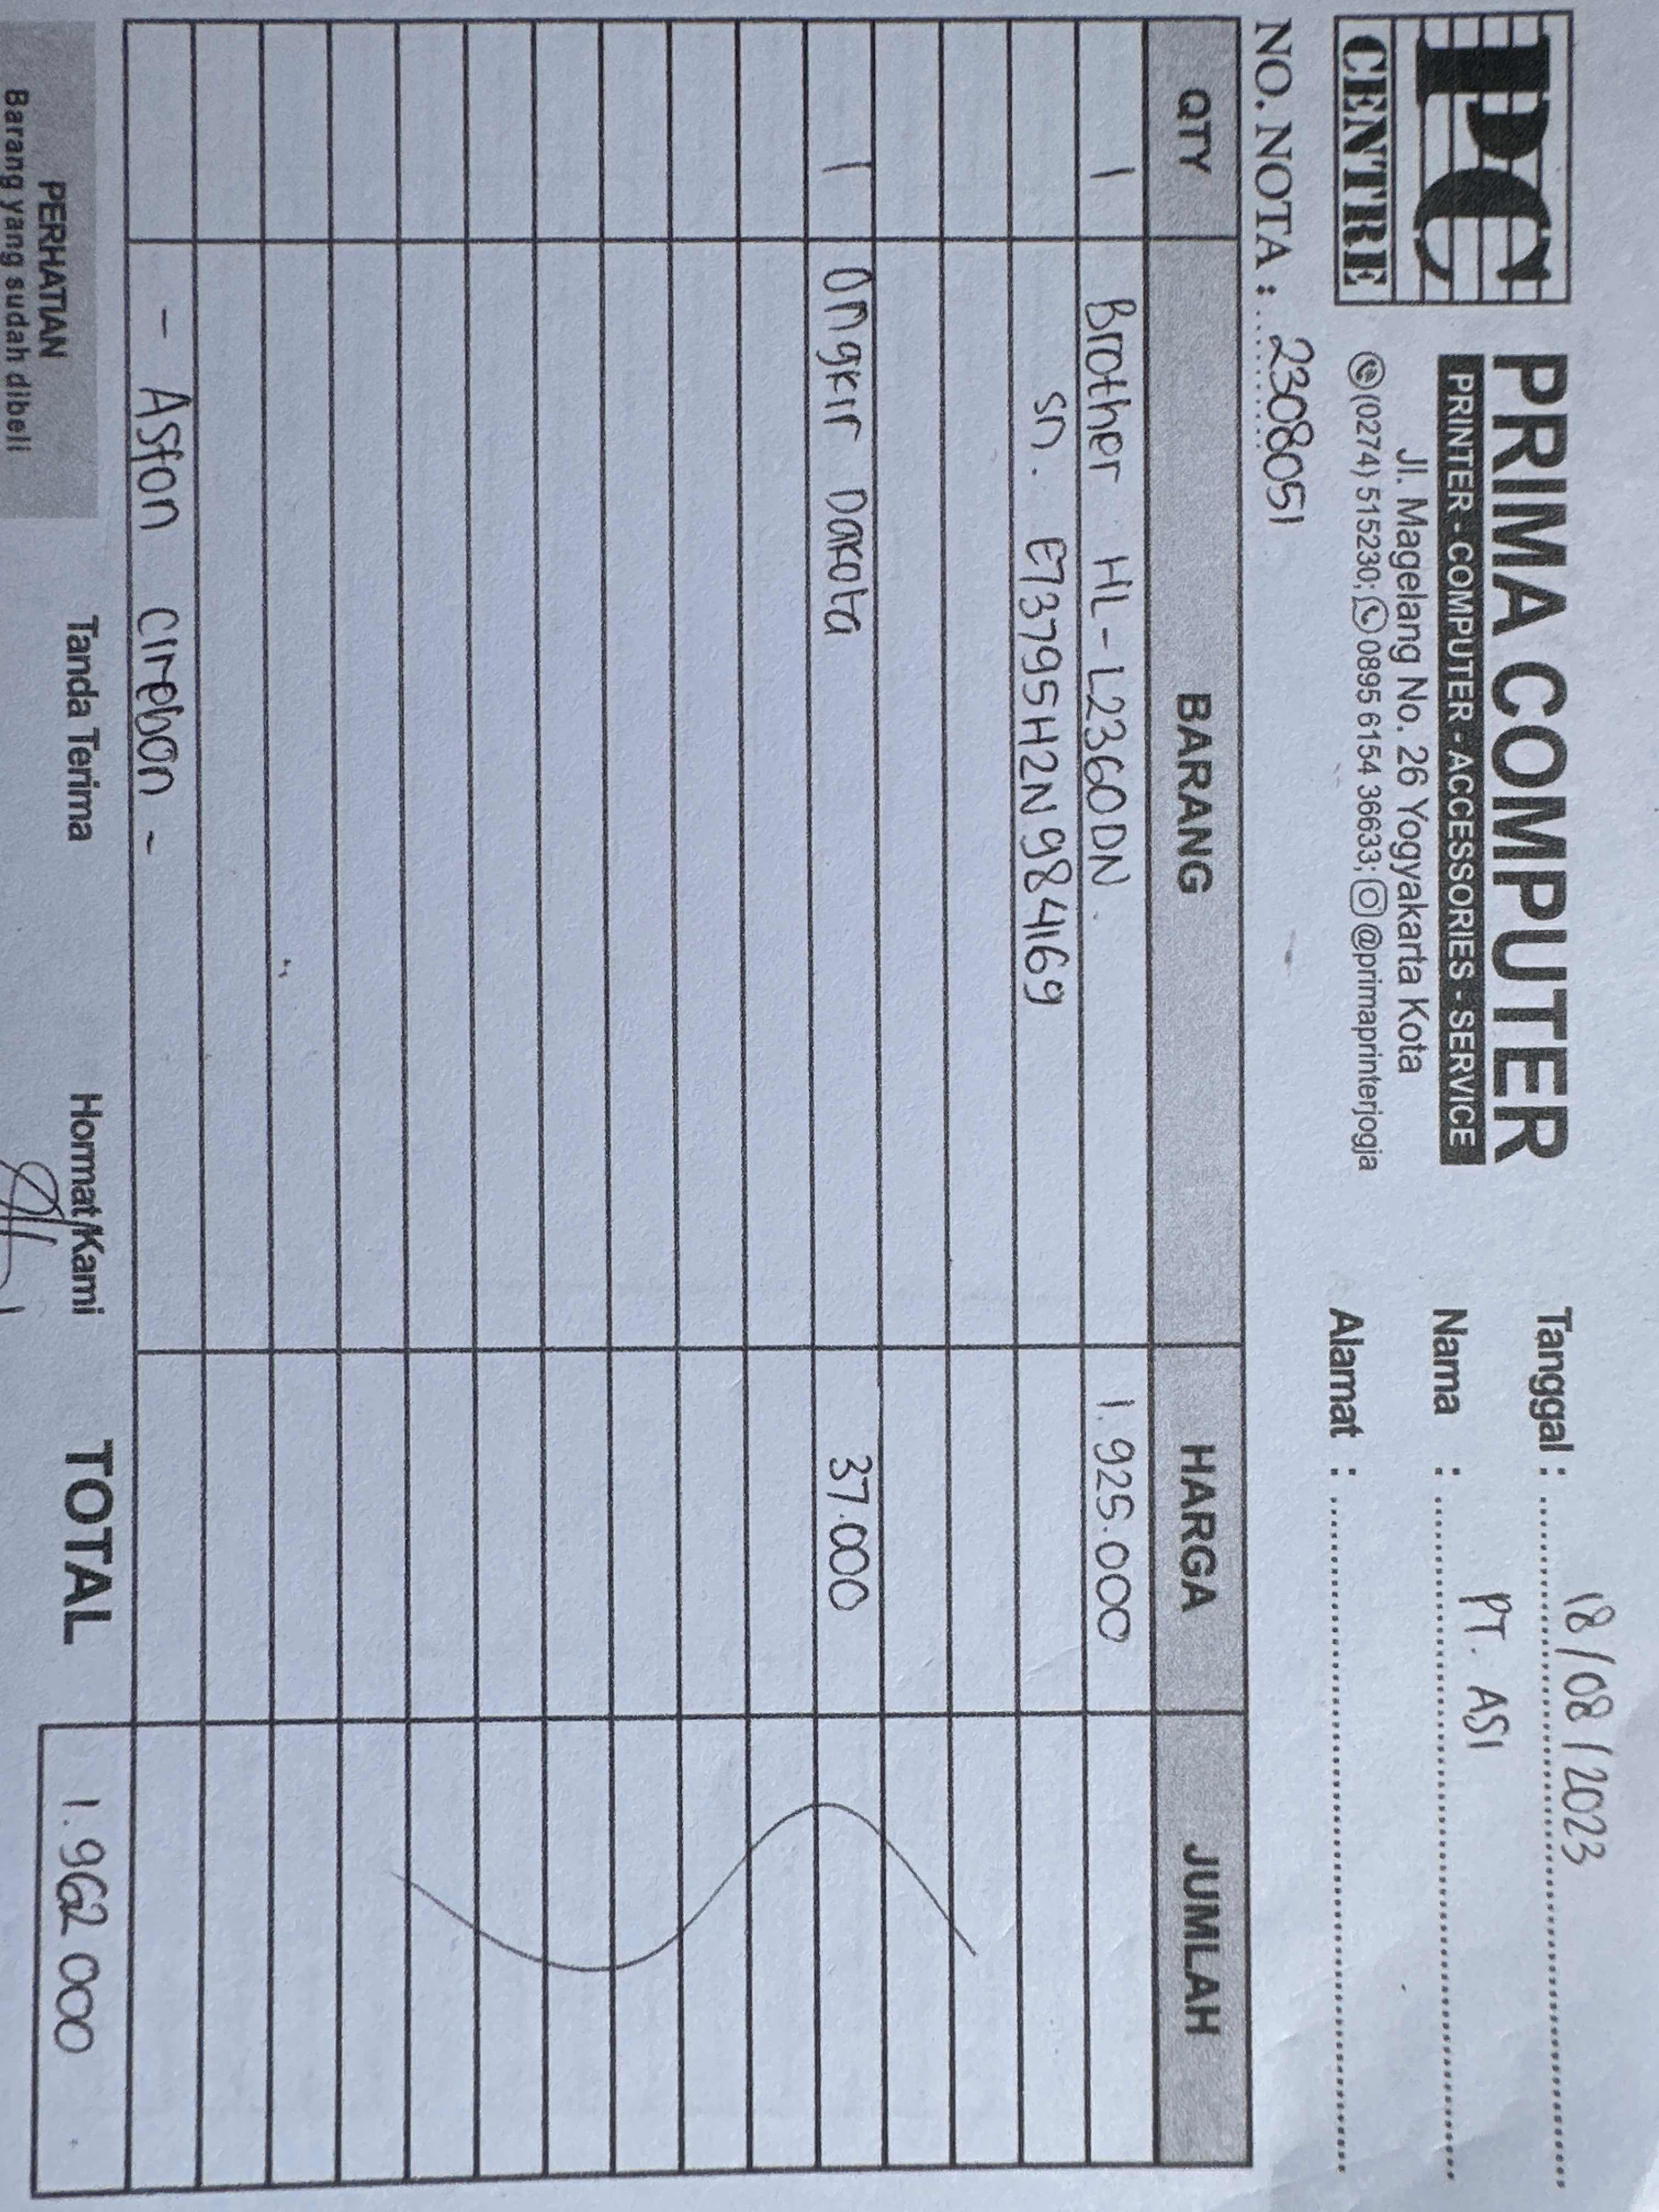 PC
CENTRE
PRIMA COMPUTER
PRINTER - COMPUTER - ACCESSORIES - SERVICE
Jl. Magelang No. 26 Yogyakarta Kota
(0274) 515230; 0895 6154 36633; @primaprinterjogja
Tanggal : 18/08/2023
Nama : PT. ASI
Alamat :
NO. NOTA : 2308051
QTY BARANG HARGA JUMLAH
1 Brother HL-L2360DN. 1.925.000
sn. E73795H2N984169
1 Ongkir Dakota 37.000
- Aston Cirebon -
PERHATIAN
Barang yang sudah dibeli
Tanda Terima
Hormat Kami
TOTAL 1.962 000